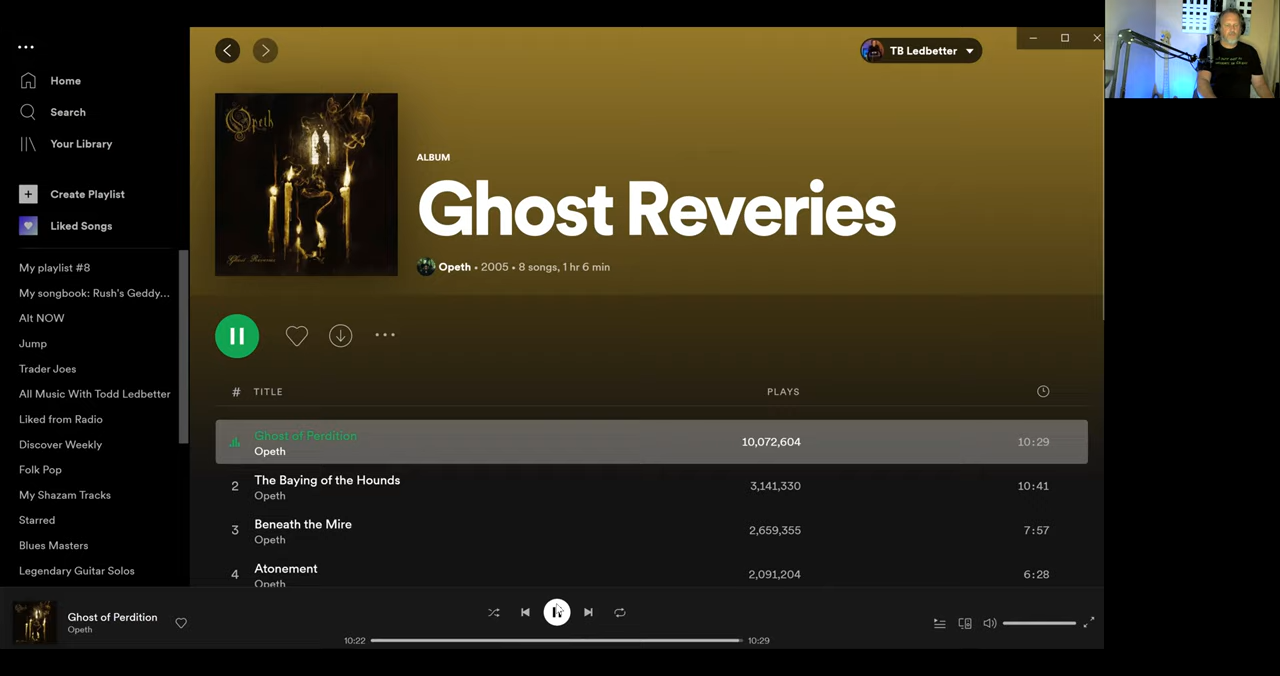 TB Ledbetter
Home
Search
Your Library
Create Playlist
Liked Songs
My playlist #8
My songbook: Rush's Geddy...
Alt NOW
Jump
Trader Joes
All Music With Todd Ledbetter
Liked from Radio
Discover Weekly
Folk Pop
My Shazam Tracks
Starred
Blues Masters
Legendary Guitar Solos
Opeth
Ghost Reveries
ALBUM
Ghost Reveries
Opeth • 2005 • 8 songs, 1 hr 6 min
# TITLE PLAYS
Ghost of Perdition 10,072,604 10:29
Opeth
2 The Baying of the Hounds 3,141,330 10:41
Opeth
3 Beneath the Mire 2,659,355 7:57
Opeth
4 Atonement 2,091,204 6:28
Opeth
Ghost of Perdition
Opeth
10:22 10:29